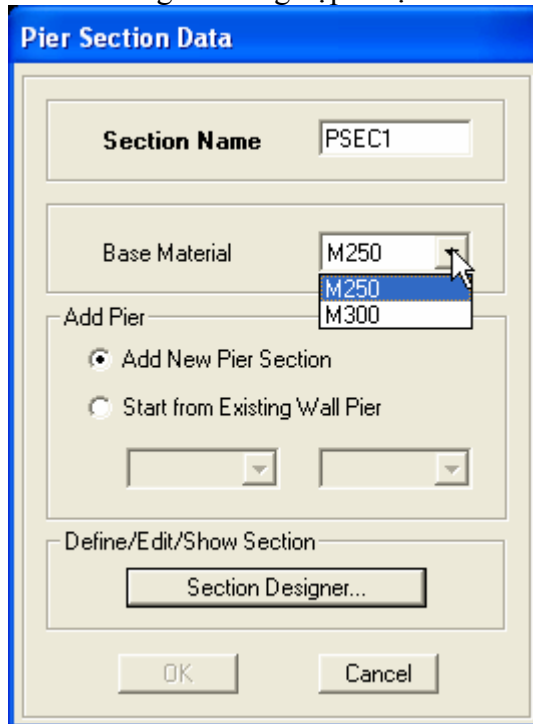 Pier Section Data
Section Name PSEC1
Base Material M250
M250
M300
Add Pier
Add New Pier Section
Start from Existing Wall Pier
Define/Edit/Show Section
Section Designer...
OK Cancel